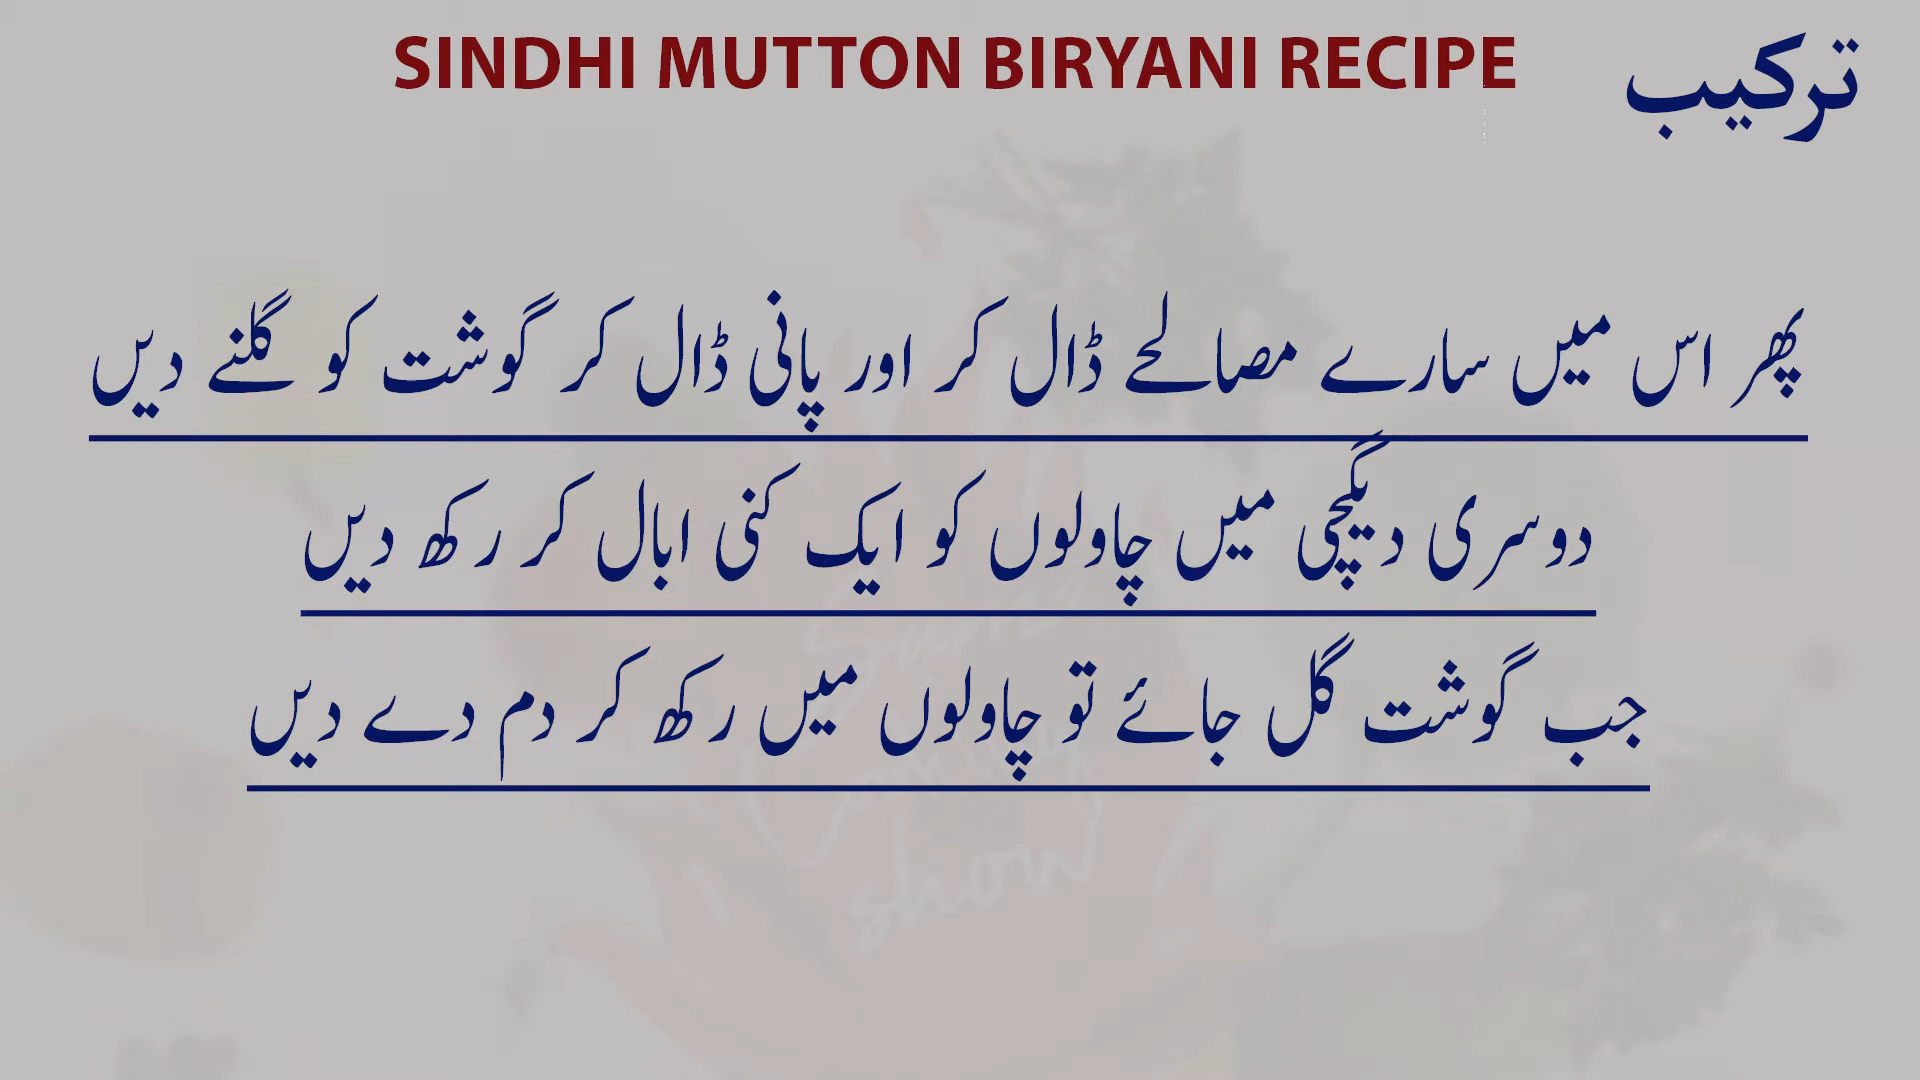 SINDHI MUTTON BIRYANI RECIPE
ترکیب
پھر اس میں سارے مصالحے ڈال کر اور پانی ڈال کر گوشت کو گلنے دیں
دوسری دیگچی میں چاولوں کو ایک کنی ابال کر رکھ دیں
جب گوشت گل جائے تو چاولوں میں رکھ کر دم دے دیں
show